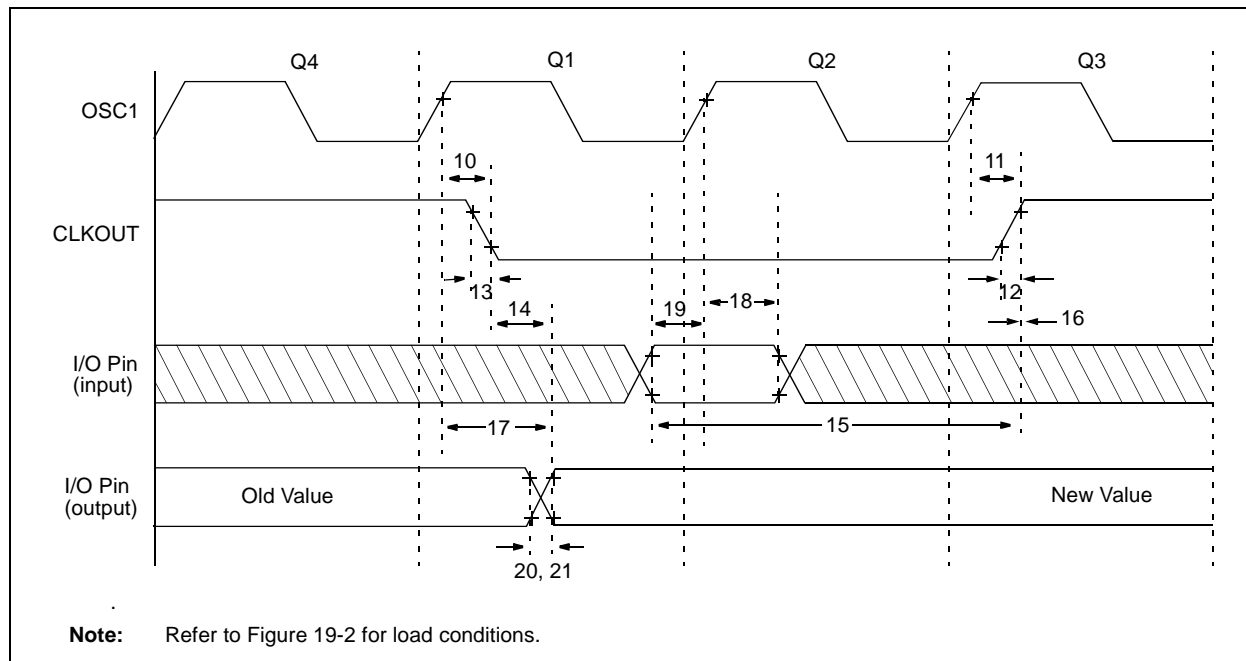 Q4 Q1 Q2 Q3
OSC1
10 11
CLKOUT
13 12
14 19 18 16
I/O Pin
(input)
17 15
I/O Pin
(output)
Old Value New Value
20, 21
.
Note: Refer to Figure 19-2 for load conditions.